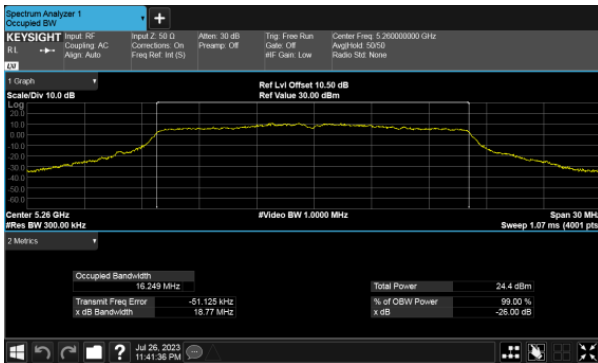 Spectrum Analyzer 1
Occupied BW
KEYSIGHT
RL
Input: RF
Coupling: AC
Align: Auto
Input Z: 50 Ω
Corrections: On
Freq Ref: Int (S)
Atten: 30 dB
Preamp: Off
Trig: Free Run
Gate: Off
#IF Gain: Low
Center Freq: 5.260000000 GHz
Avg|Hold: 50/50
Radio Std: None
1 Graph
Scale/Div 10.0 dB
Ref Lvl Offset 10.50 dB
Ref Value 30.00 dBm
Log
20.0
10.0
0.00
-10.0
-20.0
-30.0
-40.0
-50.0
-60.0
Center 5.26 GHz
#Video BW 1.0000 MHz
Span 30 MHz
#Res BW 300.00 kHz
Sweep 1.07 ms (4001 pts)
2 Metrics
Occupied Bandwidth
16.249 MHz
Total Power 24.4 dBm
Transmit Freq Error -51.125 kHz
% of OBW Power 99.00 %
x dB Bandwidth 18.77 MHz
x dB -26.00 dB
Jul 26, 2023
11:41:36 PM